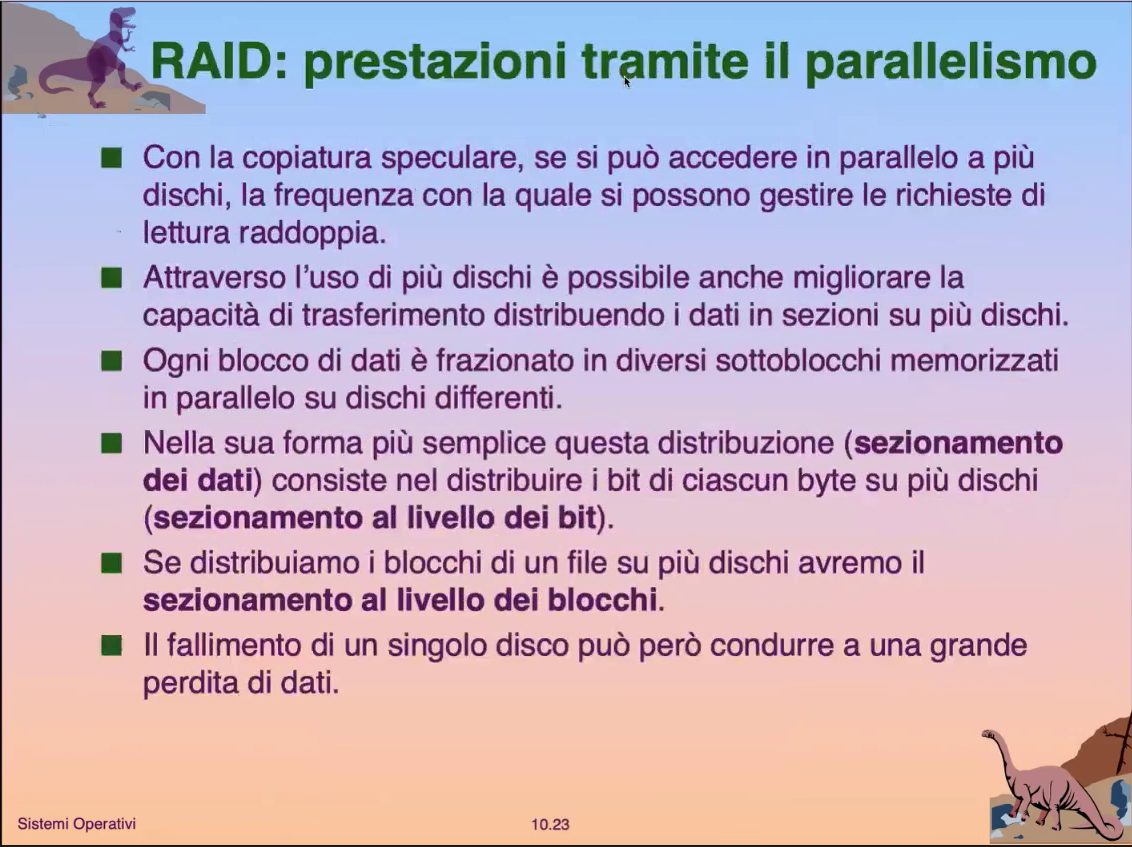 RAID: prestazioni tramite il parallelismo
Con la copiatura speculare, se si può accedere in parallelo a più
dischi, la frequenza con la quale si possono gestire le richieste di
lettura raddoppia.
Attraverso l'uso di più dischi è possibile anche migliorare la
capacità di trasferimento distribuendo i dati in sezioni su più dischi.
Ogni blocco di dati è frazionato in diversi sottoblocchi memorizzati
in parallelo su dischi differenti.
Nella sua forma più semplice questa distribuzione (sezionamento
dei dati) consiste nel distribuire i bit di ciascun byte su più dischi
(sezionamento al livello dei bit).
Se distribuiamo i blocchi di un file su più dischi avremo il
sezionamento al livello dei blocchi.
Il fallimento di un singolo disco può però condurre a una grande
perdita di dati.
Sistemi Operativi
10.23